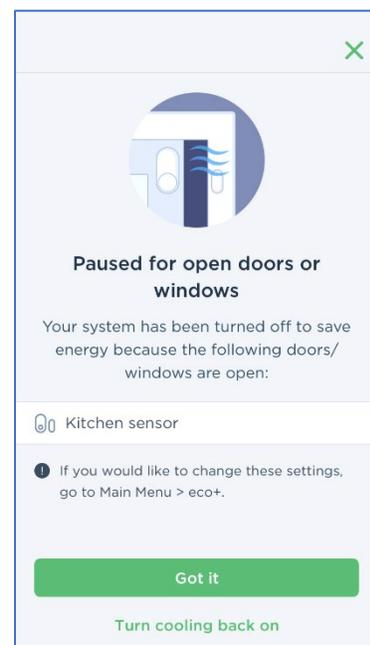 Paused for open doors or
windows
Your system has been turned off to save
energy because the following doors/
windows are open:
Kitchen sensor
If you would like to change these settings,
go to Main Menu > eco+.
Got it
Turn cooling back on